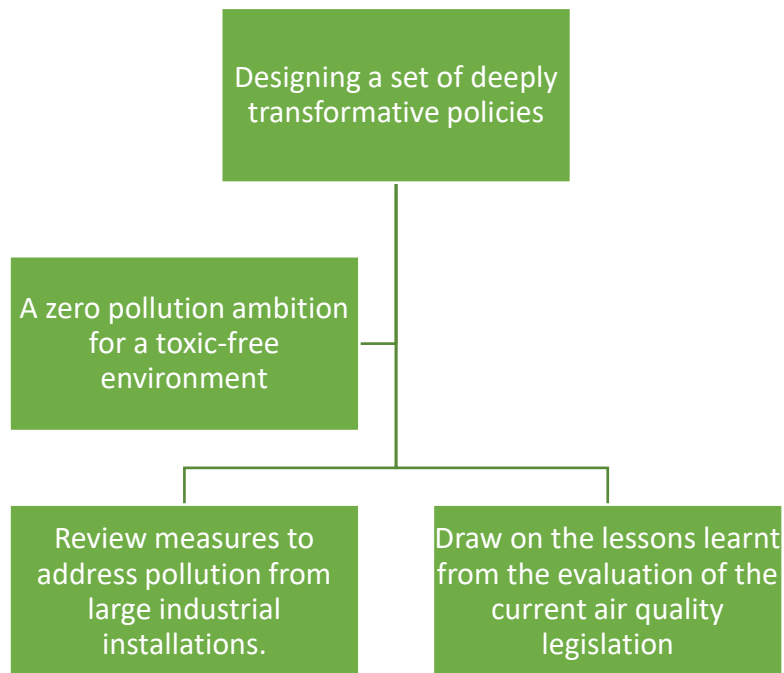 Designing a set of deeply
transformative policies
A zero pollution ambition
for a toxic-free
environment
Review measures to
address pollution from
large industrial
installations.
Draw on the lessons learnt
from the evaluation of the
current air quality
legislation